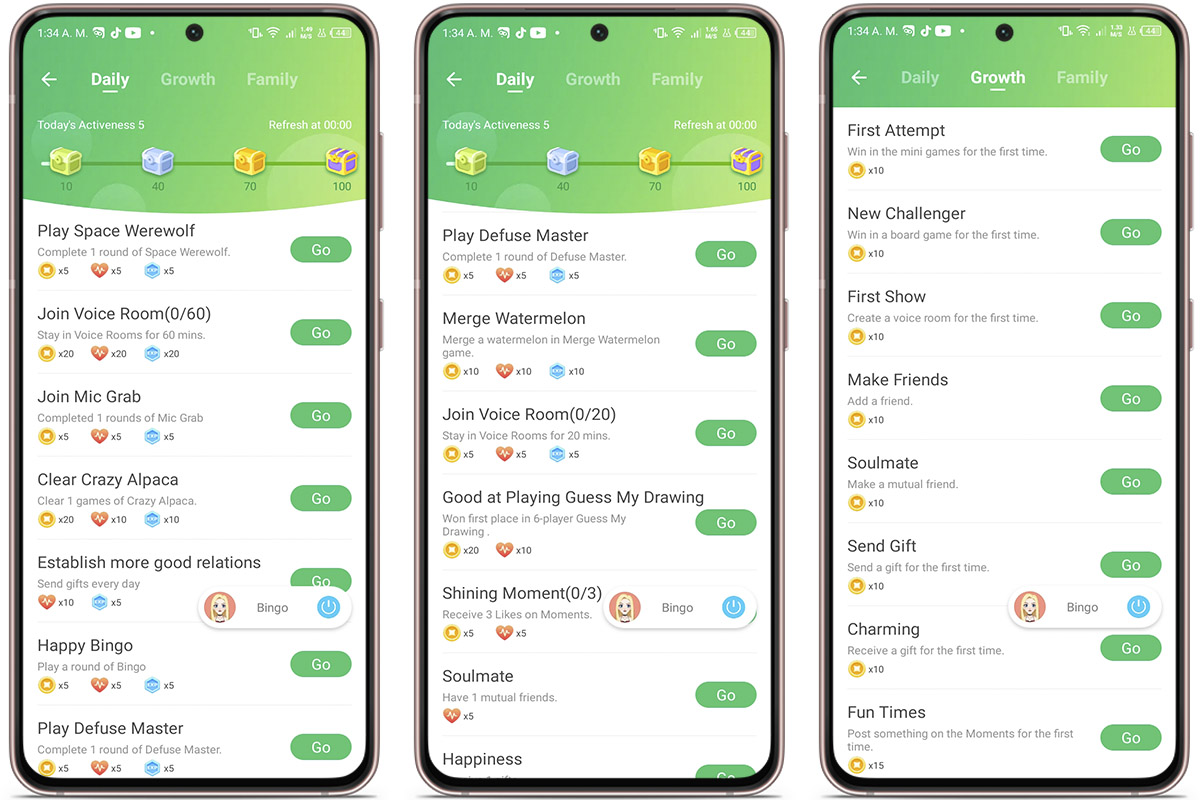 1:34 A. M.
1.49
M/S
44
Daily
Growth
Family
Today's Activeness 5
Refresh at 00:00
10
40
70
100
Play Space Werewolf
Complete 1 round of Space Werewolf.
x5
x5
x5
Go
Join Voice Room(0/60)
Stay in Voice Rooms for 60 mins.
x20
x20
x20
Go
Join Mic Grab
Completed 1 rounds of Mic Grab
x5
x5
x5
Go
Clear Crazy Alpaca
Clear 1 games of Crazy Alpaca.
x20
x10
x10
Go
Establish more good relations
Send gifts every day
x10
x5
Go
Bingo
Happy Bingo
Play a round of Bingo
x5
x5
x5
Go
Play Defuse Master
Complete 1 round of Defuse Master.
x5
x5
x5
Go
1:34 A. M.
1.65
M/S
44
Daily
Growth
Family
Today's Activeness 5
Refresh at 00:00
10
40
70
100
Play Defuse Master
Complete 1 round of Defuse Master.
x5
x5
x5
Go
Merge Watermelon
Merge a watermelon in Merge Watermelon
game.
x10
x10
x10
Go
Join Voice Room(0/20)
Stay in Voice Rooms for 20 mins.
x5
x5
x5
Go
Good at Playing Guess My Drawing
Won first place in 6-player Guess My
Drawing .
x20
x10
Go
Shining Moment(0/3)
Receive 3 Likes on Moments.
x5
x5
Bingo
Soulmate
Have 1 mutual friends.
x5
Go
Happiness
Go
1:34 A. M.
1.33
M/S
44
Daily
Growth
Family
First Attempt
Win in the mini games for the first time.
x10
Go
New Challenger
Win in a board game for the first time.
x10
Go
First Show
Create a voice room for the first time.
x10
Go
Make Friends
Add a friend.
x10
Go
Soulmate
Make a mutual friend.
x10
Go
Send Gift
Send a gift for the first time.
x10
Go
Bingo
Charming
Receive a gift for the first time.
x10
Go
Fun Times
Post something on the Moments for the first
time.
x15
Go